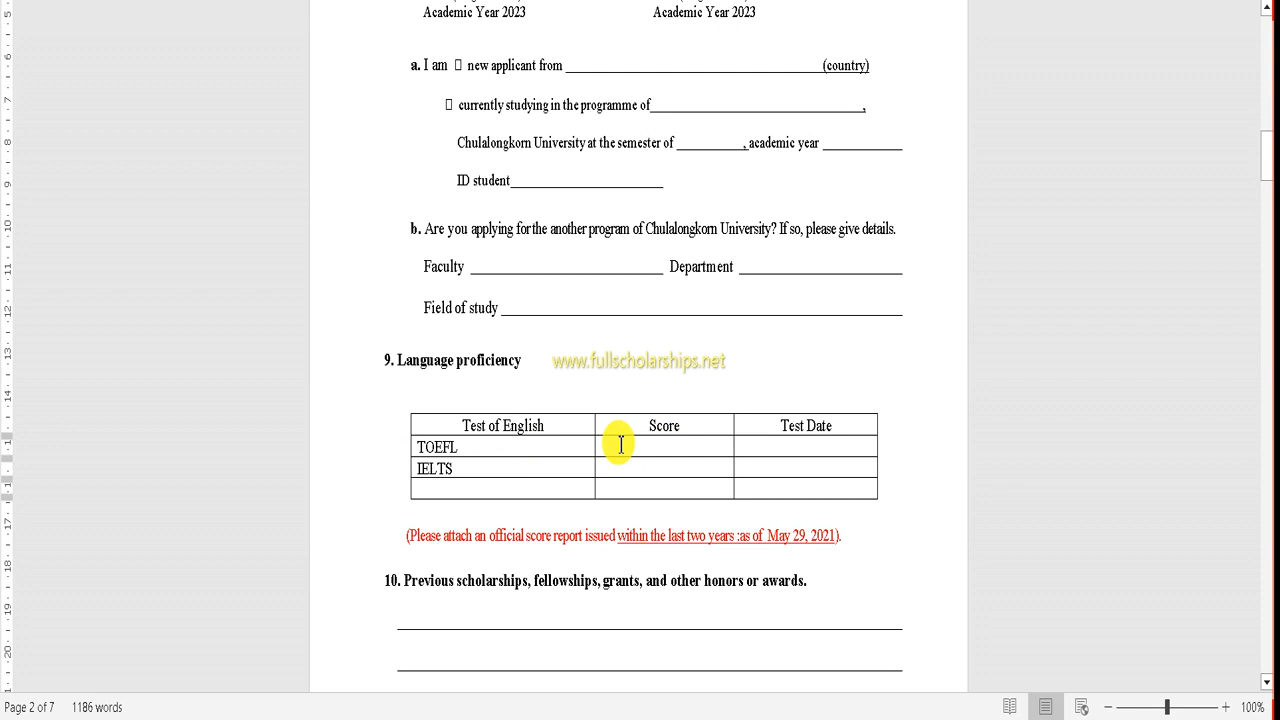 Academic Year 2023 Academic Year 2023
a. I am new applicant from (country)
currently studying in the programme of ,
Chulalongkorn University at the semester of , academic year
ID student
b. Are you applying for the another program of Chulalongkorn University? If so, please give details.
Faculty Department
Field of study
9. Language proficiency
www.fullscholarships.net
Test of English Score Test Date
TOEFL
IELTS
(Please attach an official score report issued within the last two years :as of May 29, 2021).
10. Previous scholarships, fellowships, grants, and other honors or awards.
Page 2 of 7 1186 words 100%